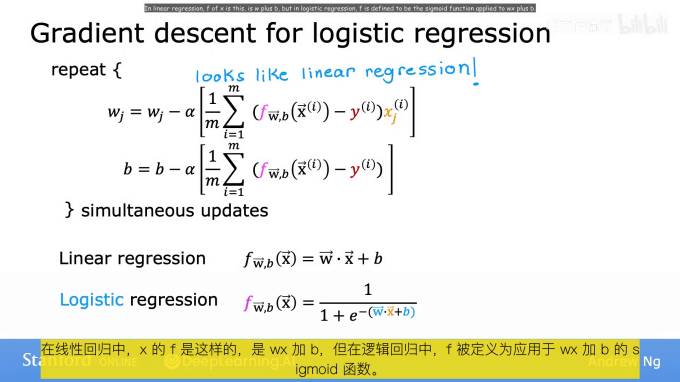 In linear regression, f of x is this, is w plus b, but in logistic regression, f is defined to be the sigmoid function applied to wx plus b.
bilibili
Gradient descent for logistic regression
repeat {
looks like linear regression!
w_j = w_j − α [ 1/m ∑_{i=1}^{m} (f_{w⃗,b}(x⃗^{(i)}) − y^{(i)}) x_j^{(i)} ]
b = b − α [ 1/m ∑_{i=1}^{m} (f_{w⃗,b}(x⃗^{(i)}) − y^{(i)}) ]
} simultaneous updates
Linear regression f_{w⃗,b}(x⃗) = w⃗ · x⃗ + b
Logistic regression f_{w⃗,b}(x⃗) = 1 / (1 + e^{−(w⃗·x⃗+b)})
在线性回归中，x 的 f 是这样的，是 wx 加 b，但在逻辑回归中，f 被定义为应用于 wx 加 b 的 s
igmoid 函数。
Stanford ONLINE DeepLearning.AI Andrew Ng